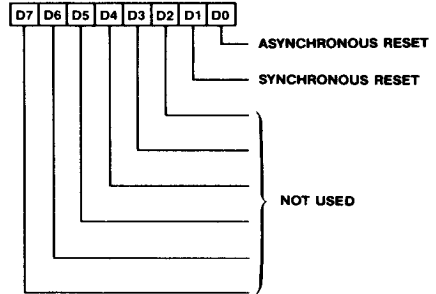 D7 D6 D5 D4 D3 D2 D1 D0
ASYNCHRONOUS RESET
SYNCHRONOUS RESET
NOT USED